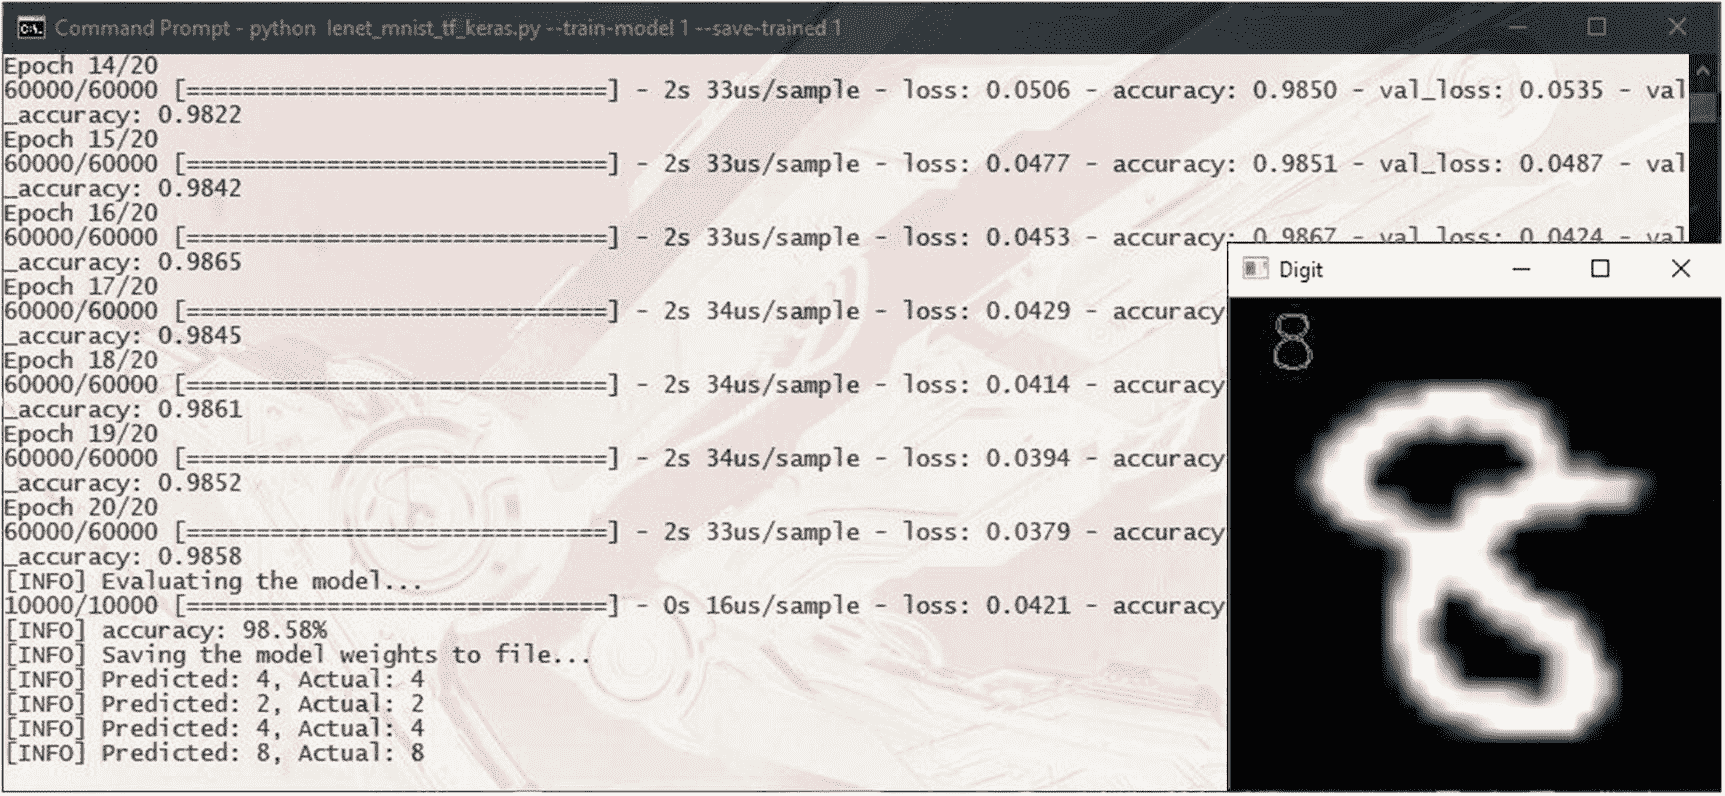 Command Prompt - python lenet_mnist_tf_keras.py --train-model 1 --save-trained 1
Epoch 14/20
60000/60000 [==============================] - 2s 33us/sample - loss: 0.0506 - accuracy: 0.9850 - val_loss: 0.0535 - val
_accuracy: 0.9822
Epoch 15/20
60000/60000 [==============================] - 2s 33us/sample - loss: 0.0477 - accuracy: 0.9851 - val_loss: 0.0487 - val
_accuracy: 0.9842
Epoch 16/20
60000/60000 [==============================] - 2s 33us/sample - loss: 0.0453 - accuracy: 0.9867 - val_loss: 0.0424 - val
_accuracy: 0.9865
Epoch 17/20
60000/60000 [==============================] - 2s 34us/sample - loss: 0.0429 - accuracy
_accuracy: 0.9845
Epoch 18/20
60000/60000 [==============================] - 2s 34us/sample - loss: 0.0414 - accuracy
_accuracy: 0.9861
Epoch 19/20
60000/60000 [==============================] - 2s 34us/sample - loss: 0.0394 - accuracy
_accuracy: 0.9852
Epoch 20/20
60000/60000 [==============================] - 2s 33us/sample - loss: 0.0379 - accuracy
_accuracy: 0.9858
[INFO] Evaluating the model...
10000/10000 [==============================] - 0s 16us/sample - loss: 0.0421 - accuracy
[INFO] accuracy: 98.58%
[INFO] Saving the model weights to file...
[INFO] Predicted: 4, Actual: 4
[INFO] Predicted: 2, Actual: 2
[INFO] Predicted: 4, Actual: 4
[INFO] Predicted: 8, Actual: 8
Digit
8
8